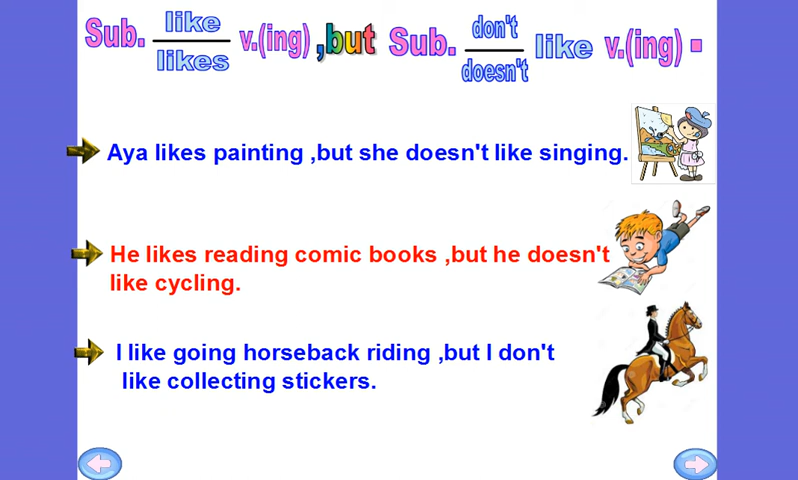 Sub. like likes v.(ing) ,but Sub. don't doesn't like v.(ing) .
Aya likes painting ,but she doesn't like singing.
He likes reading comic books ,but he doesn't
like cycling.
I like going horseback riding ,but I don't
like collecting stickers.